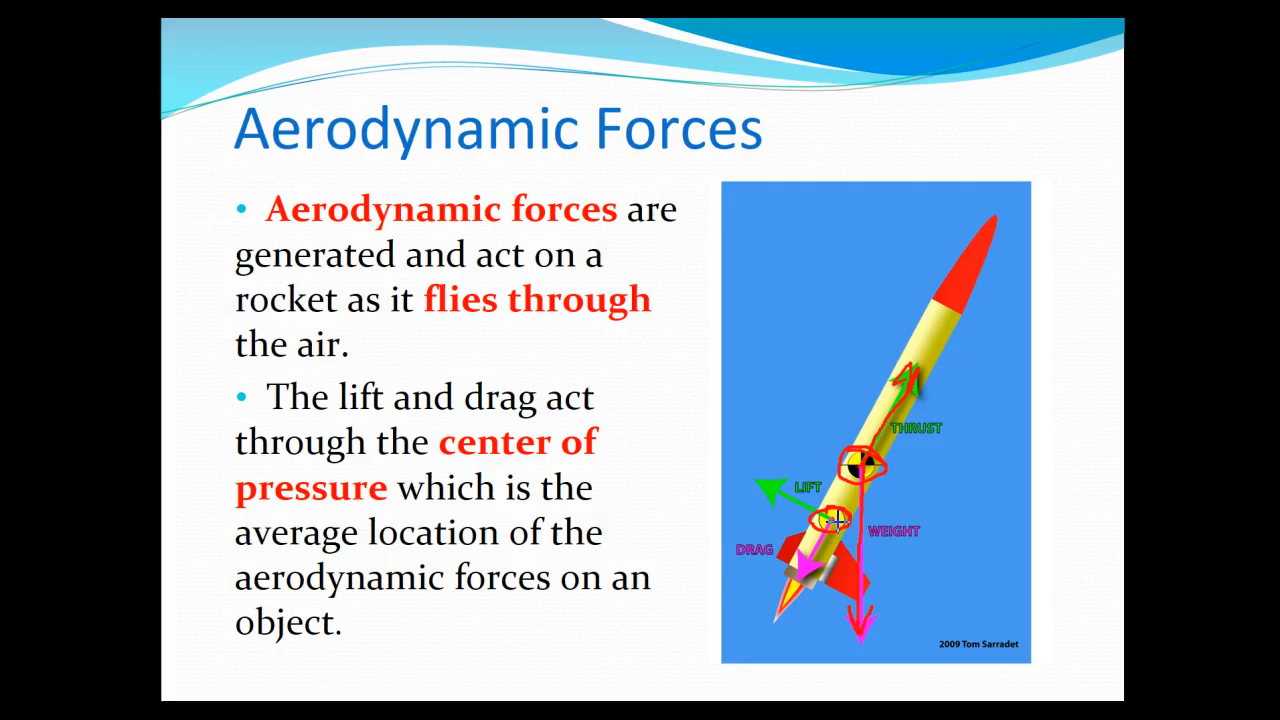 Aerodynamic Forces
• Aerodynamic forces are
generated and act on a
rocket as it flies through
the air.
• The lift and drag act
through the center of
pressure which is the
average location of the
aerodynamic forces on an
object.
THRUST
LIFT
WEIGHT
DRAG
2009 Tom Sarradet